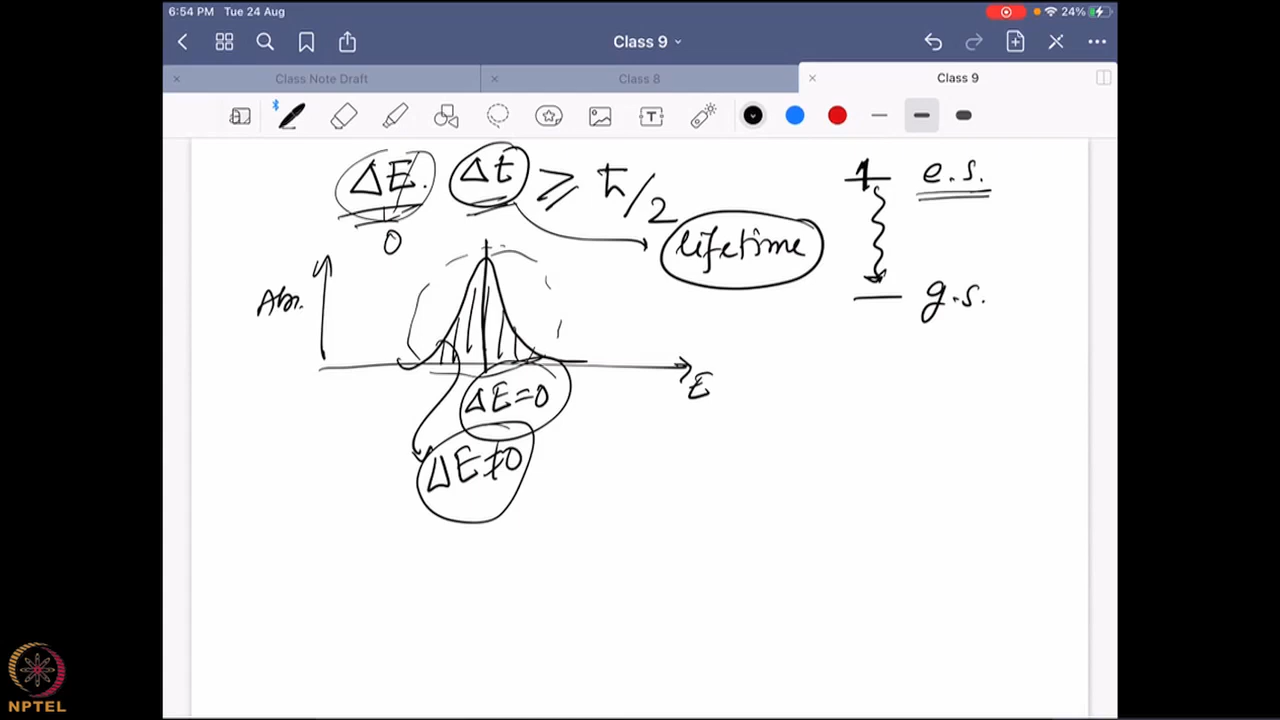 6:54 PM Tue 24 Aug 24%
Class 9
Class Note Draft Class 8 Class 9
T
ΔE. Δt ≥ ħ/2
0
lifetime
e.s.
g.s.
Abs.
E
ΔE=0
ΔE≠0
NPTEL